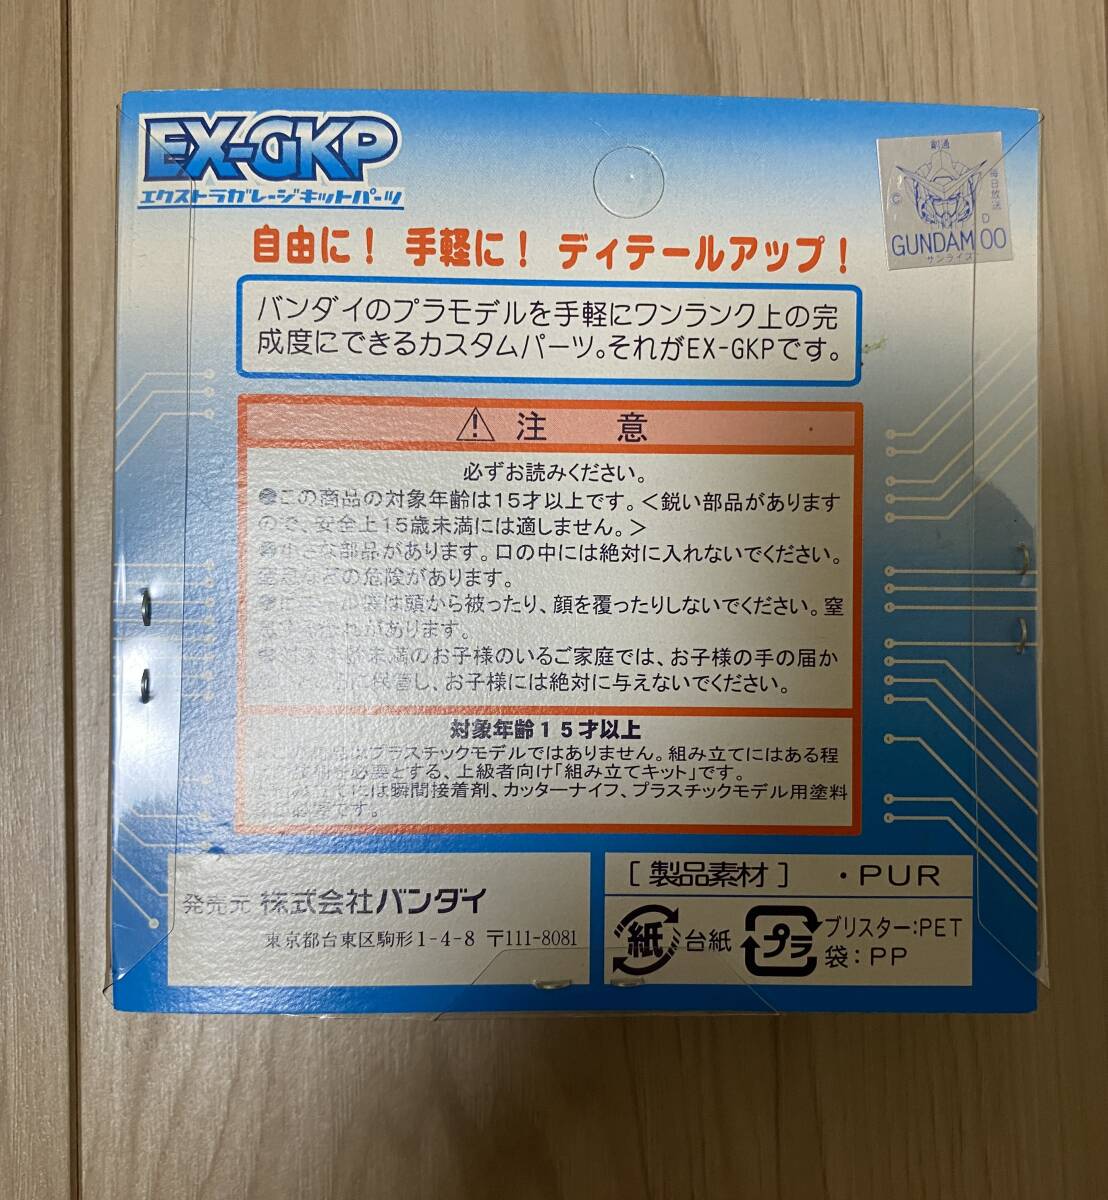 EX-GKP
エクストラガレージキットパーツ
創通
毎日放送
C
D
GUNDAM 00
サンライズ
自由に！ 手軽に！ ディテールアップ！
バンダイのプラモデルを手軽にワンランク上の完
成度にできるカスタムパーツ。それがEX-GKPです。
注 意
必ずお読みください。
●この商品の対象年齢は15才以上です。＜鋭い部品があります
ので、安全上15歳未満には適しません。＞
●小さな部品があります。口の中には絶対に入れないでください。
窒息などの危険があります。
は頭から被ったり、顔を覆ったりしないでください。窒
があります。
未満のお子様のいるご家庭では、お子様の手の届か
に保管し、お子様には絶対に与えないでください。
対象年齢15才以上
品はプラスチックモデルではありません。組み立てにはある程
必要とする、上級者向け「組み立てキット」です。
には瞬間接着剤、カッターナイフ、プラスチックモデル用塗料
必要です。
発売元 株式会社バンダイ
東京都台東区駒形1-4-8 〒111-8081
［ 製品素材 ］ ・PUR
紙 台紙
プラ ブリスター:PET
袋：PP